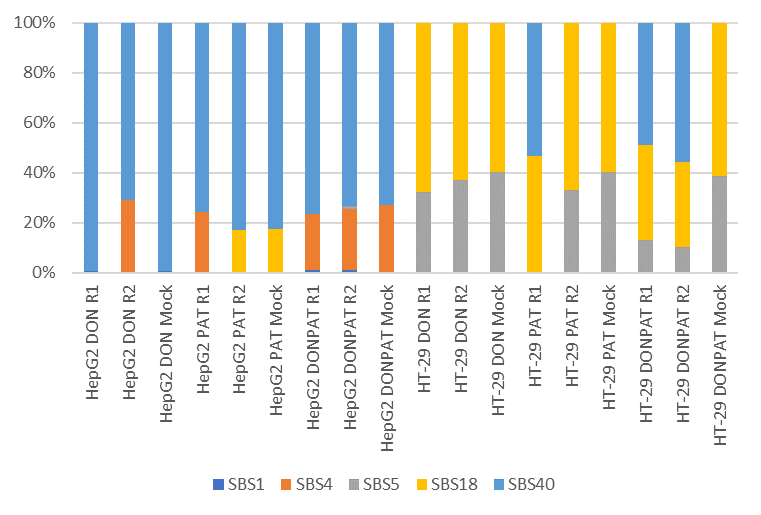 100%
80%
60%
40%
20%
0%
HepG2 DON R1
HepG2 DON R2
HepG2 DON Mock
HepG2 PAT R1
HepG2 PAT R2
HepG2 PAT Mock
HepG2 DONPAT R1
HepG2 DONPAT R2
HepG2 DONPAT Mock
HT-29 DON R1
HT-29 DON R2
HT-29 DON Mock
HT-29 PAT R1
HT-29 PAT R2
HT-29 PAT Mock
HT-29 DONPAT R1
HT-29 DONPAT R2
HT-29 DONPAT Mock
SBS1 SBS4 SBS5 SBS18 SBS40